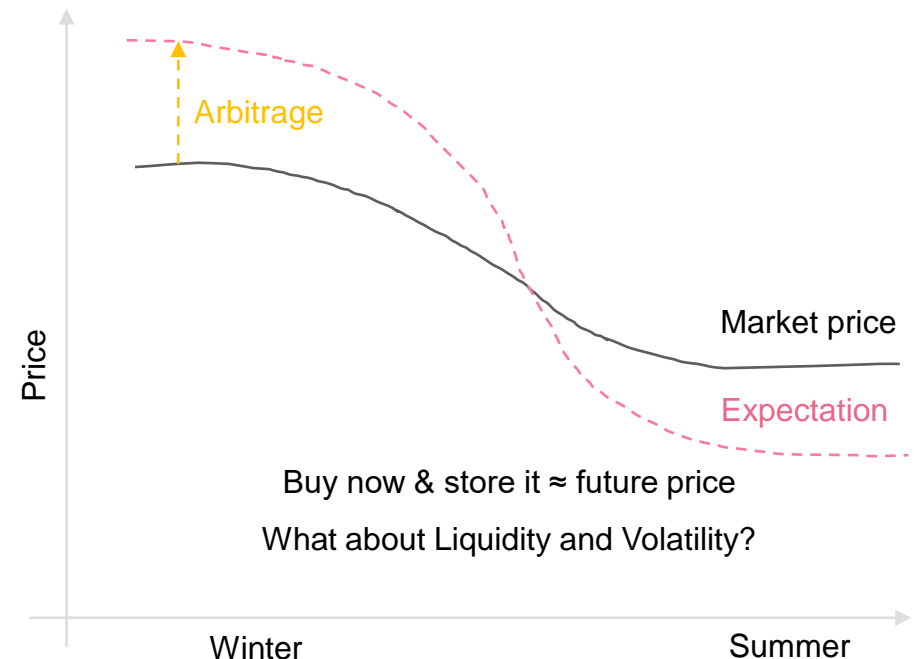 Arbitrage
Market price
Price
Expectation
Buy now & store it ≈ future price
What about Liquidity and Volatility?
Winter
Summer